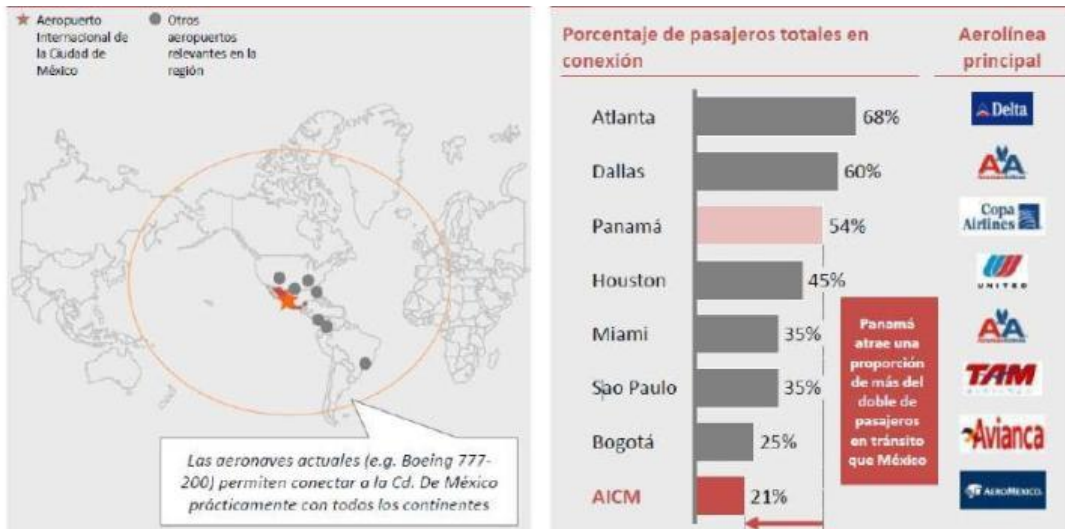 Aeropuerto
Internacional de
la Ciudad de
México
Otros
aeropuertos
relevantes en la
región
Las aeronaves actuales (e.g. Boeing 777-
200) permiten conectar a la Cd. De México
prácticamente con todos los continentes
Porcentaje de pasajeros totales en
conexión
Aerolínea
principal
Atlanta
68%
Delta
Dallas
60%
AA
Panamá
54%
Copa
Airlines
Houston
45%
UNITED
Miami
35%
AA
Sao Paulo
35%
TAM
Bogotá
25%
Avianca
AICM
21%
AEROMEXICO.
Panamá
atrae una
proporción
de más del
doble de
pasajeros
en tránsito
que México